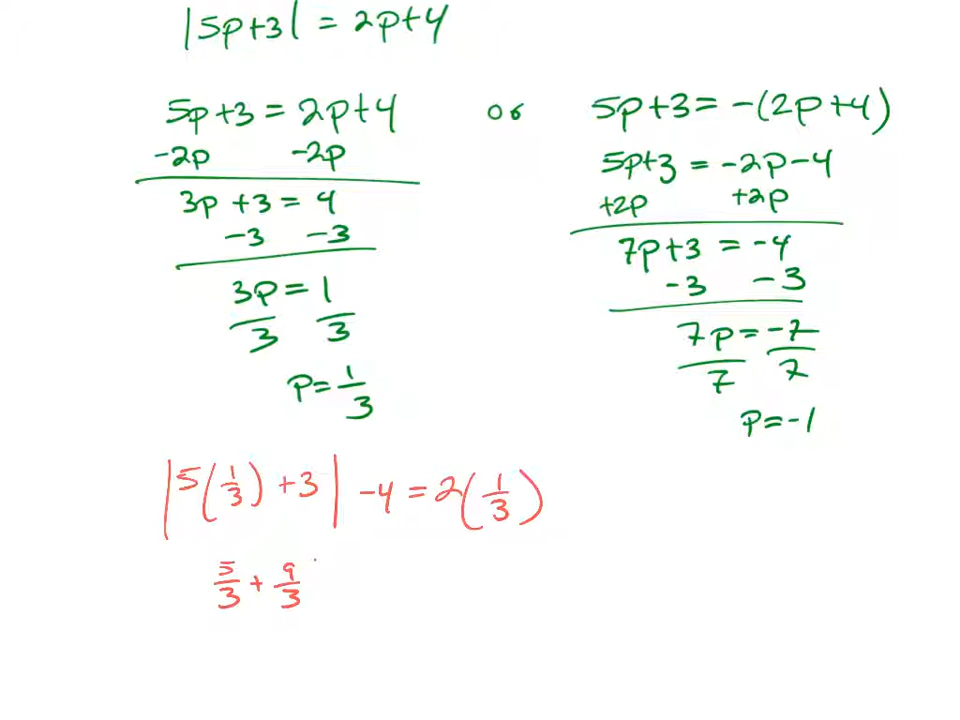 |5p+3| = 2p+4
5p+3 = 2p+4 or 5p+3 = -(2p+4)
-2p -2p 5p+3 = -2p-4
3p+3 = 4 +2p +2p
-3 -3 7p+3 = -4
3p = 1 -3 -3
3 3 7p = -7
p = 1/3 7 7
p = -1
|5(1/3)+3| -4 = 2(1/3)
5/3 + 9/3